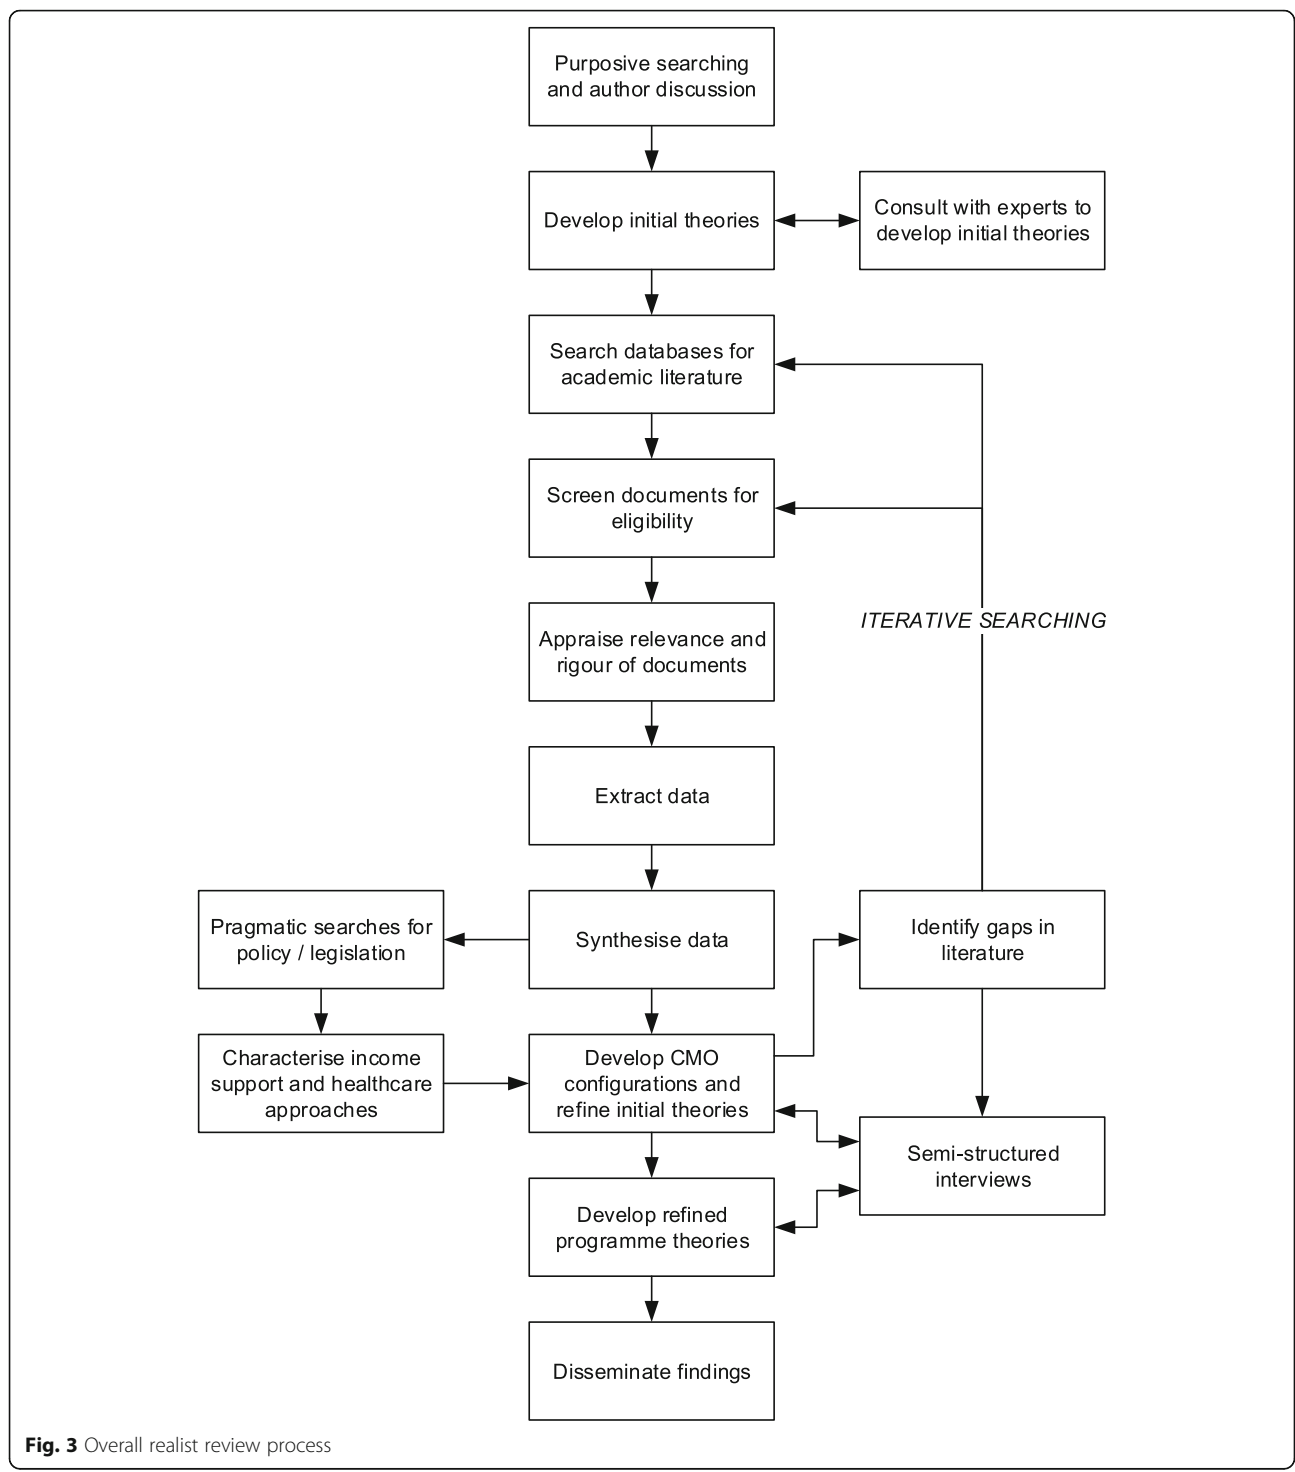 Purposive searching
and author discussion
Develop initial theories
Consult with experts to
develop initial theories
Search databases for
academic literature
Screen documents for
eligibility
ITERATIVE SEARCHING
Appraise relevance and
rigour of documents
Extract data
Pragmatic searches for
policy / legislation
Synthesise data
Identify gaps in
literature
Characterise income
support and healthcare
approaches
Develop CMO
configurations and
refine initial theories
Semi-structured
interviews
Develop refined
programme theories
Disseminate findings
Fig. 3 Overall realist review process